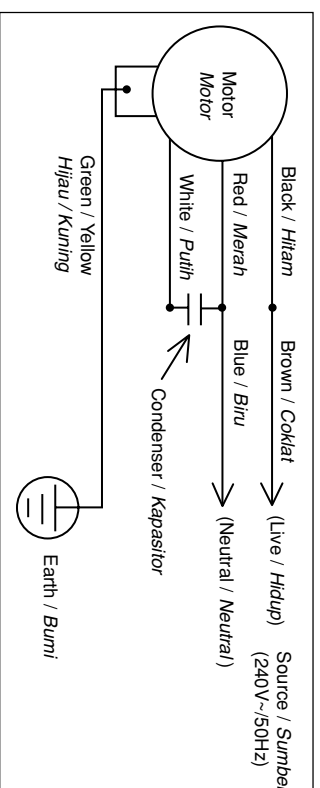 Motor
Motor
Black / Hitam
Brown / Coklat
(Live / Hidup)
Source / Sumber
(240V~/50Hz)
Red / Merah
Blue / Biru
(Neutral / Neutral)
White / Putih
Condenser / Kapasitor
Green / Yellow
Hijau / Kuning
Earth / Bumi